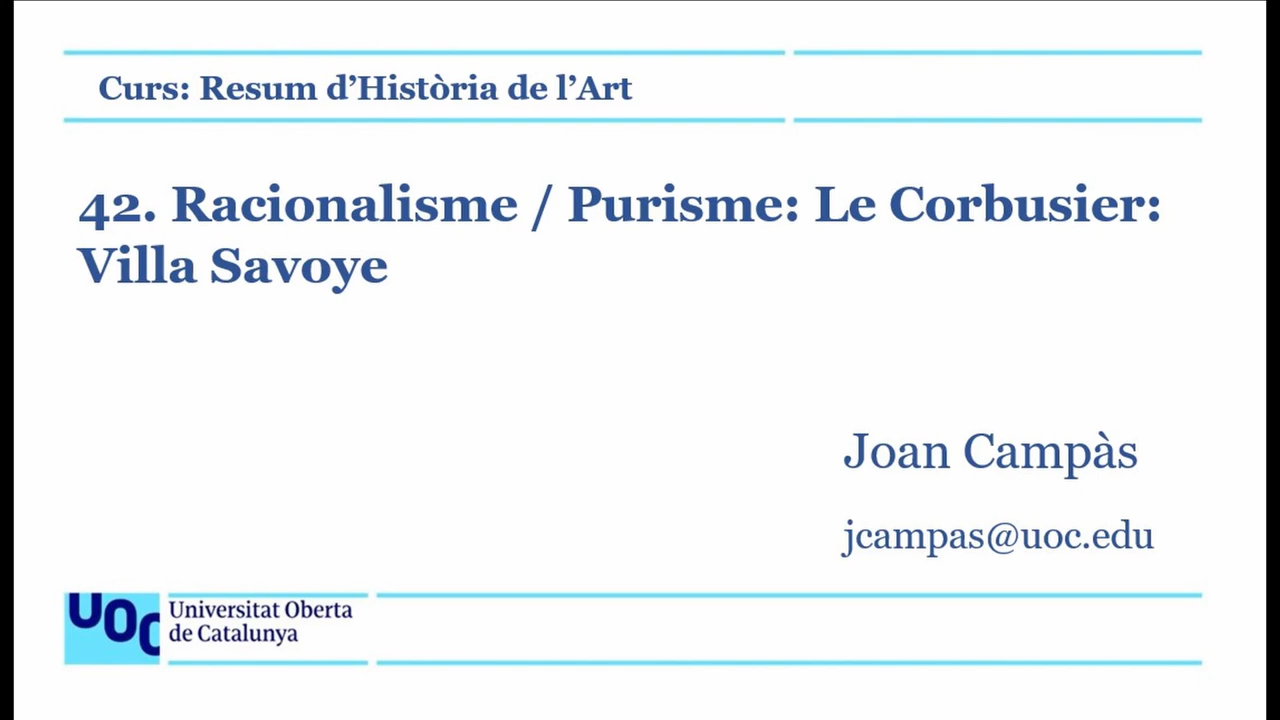 Curs: Resum d’Història de l’Art
42. Racionalisme / Purisme: Le Corbusier:
Villa Savoye
Joan Campàs
jcampas@uoc.edu
UOC
Universitat Oberta
de Catalunya